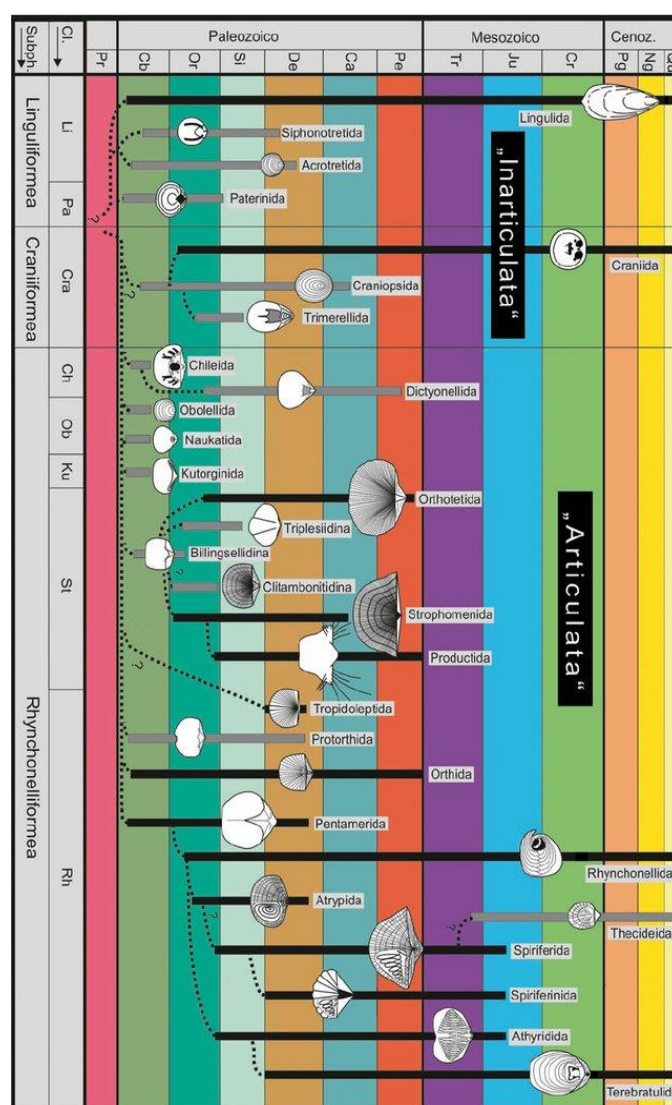 Subph.
Cl.
Paleozoico
Mesozoico
Cenoz.
Pr
Cb
Or
Si
De
Ca
Pe
Tr
Ju
Cr
Pg
Ng
Linguliformea
Li
Lingulida
Siphonotretida
Acrotretida
Pa
Paterinida
?
„Inarticulata“
Craniiformea
Cra
Craniida
?
Craniopsida
Trimerellida
Rhynchonelliformea
Ch
Chileida
Dictyonellida
Ob
Obolellida
Naukatida
Ku
Kutorginida
St
Orthotetida
Triplesiidina
Billingsellidina
?
Clitambonitidina
Strophomenida
Productida
„Articulata“
Rh
?
Tropidoleptida
Protorthida
Orthida
Pentamerida
Rhynchonellida
Atrypida
Thecideida
?
?
Spiriferida
Spiriferinida
Athyridida
Terebratulid